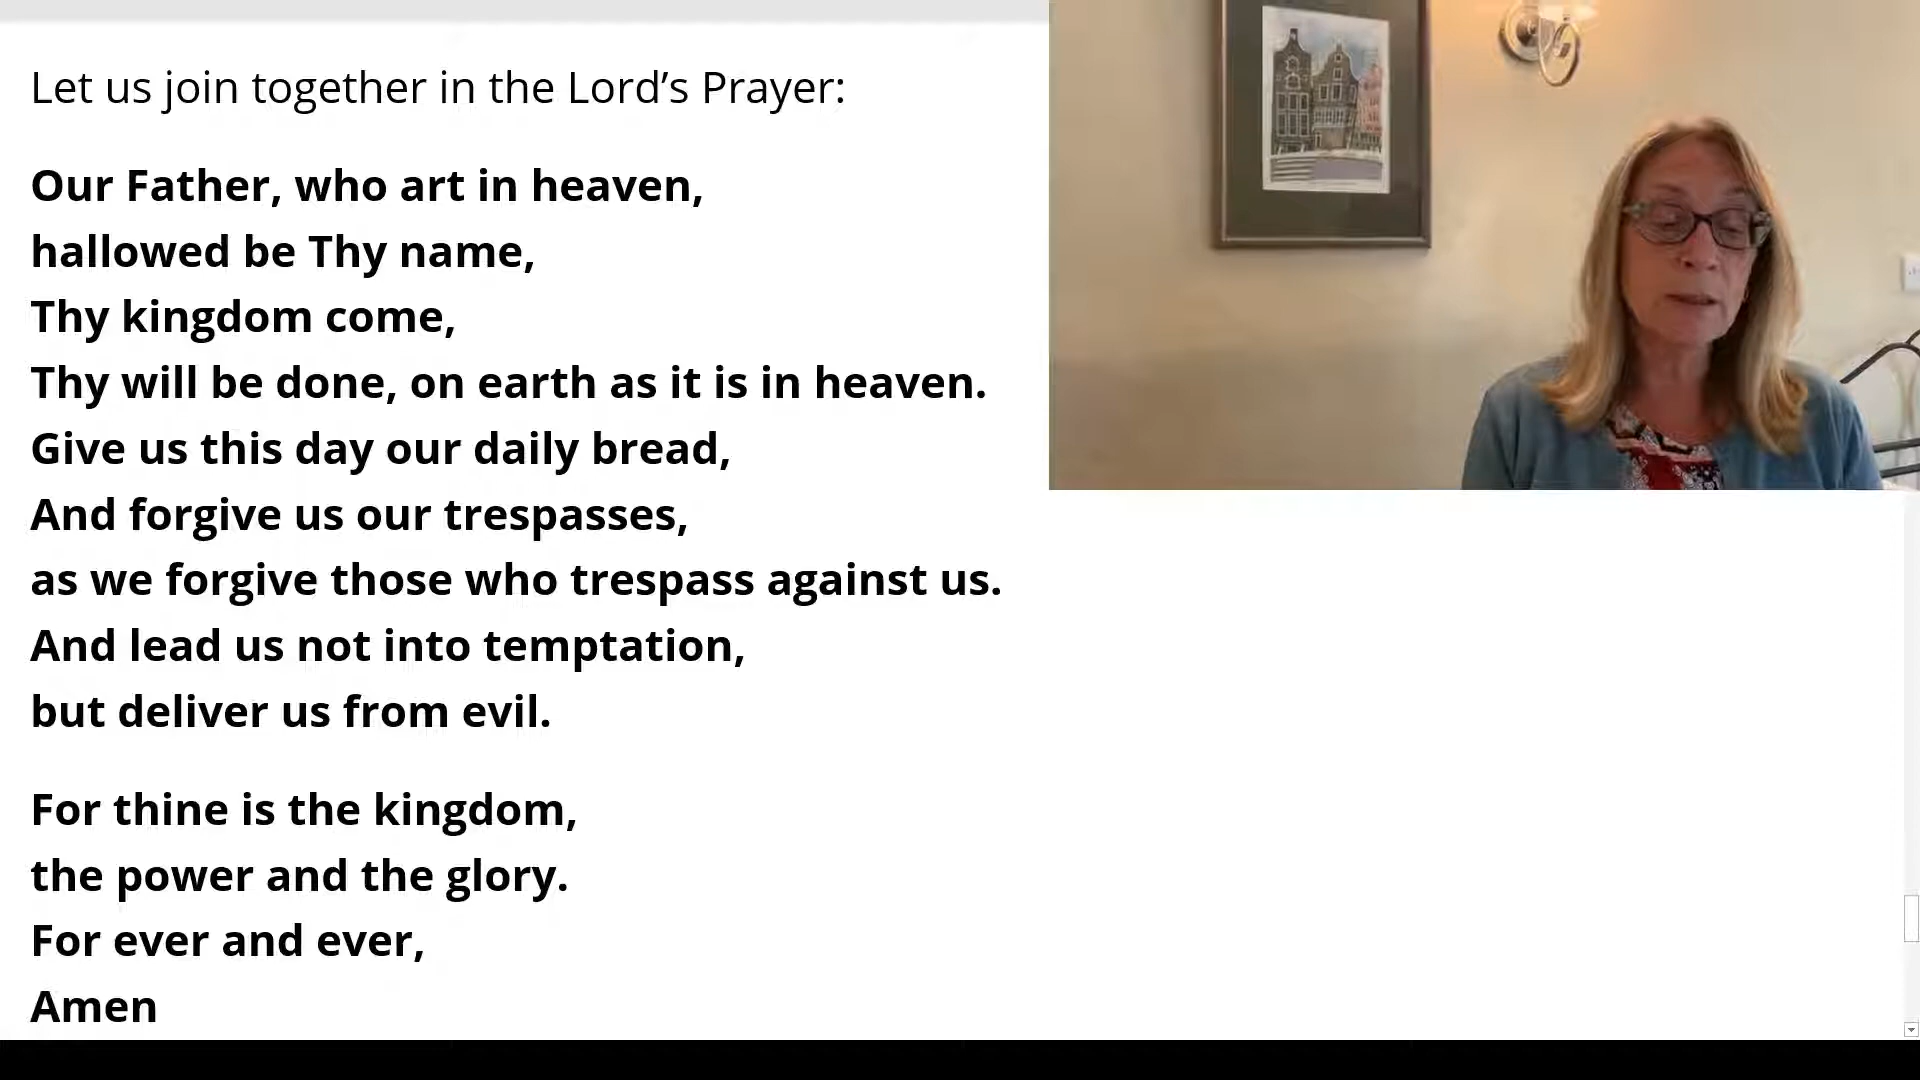 Let us join together in the Lord’s Prayer:
Our Father, who art in heaven,
hallowed be Thy name,
Thy kingdom come,
Thy will be done, on earth as it is in heaven.
Give us this day our daily bread,
And forgive us our trespasses,
as we forgive those who trespass against us.
And lead us not into temptation,
but deliver us from evil.
For thine is the kingdom,
the power and the glory.
For ever and ever,
Amen